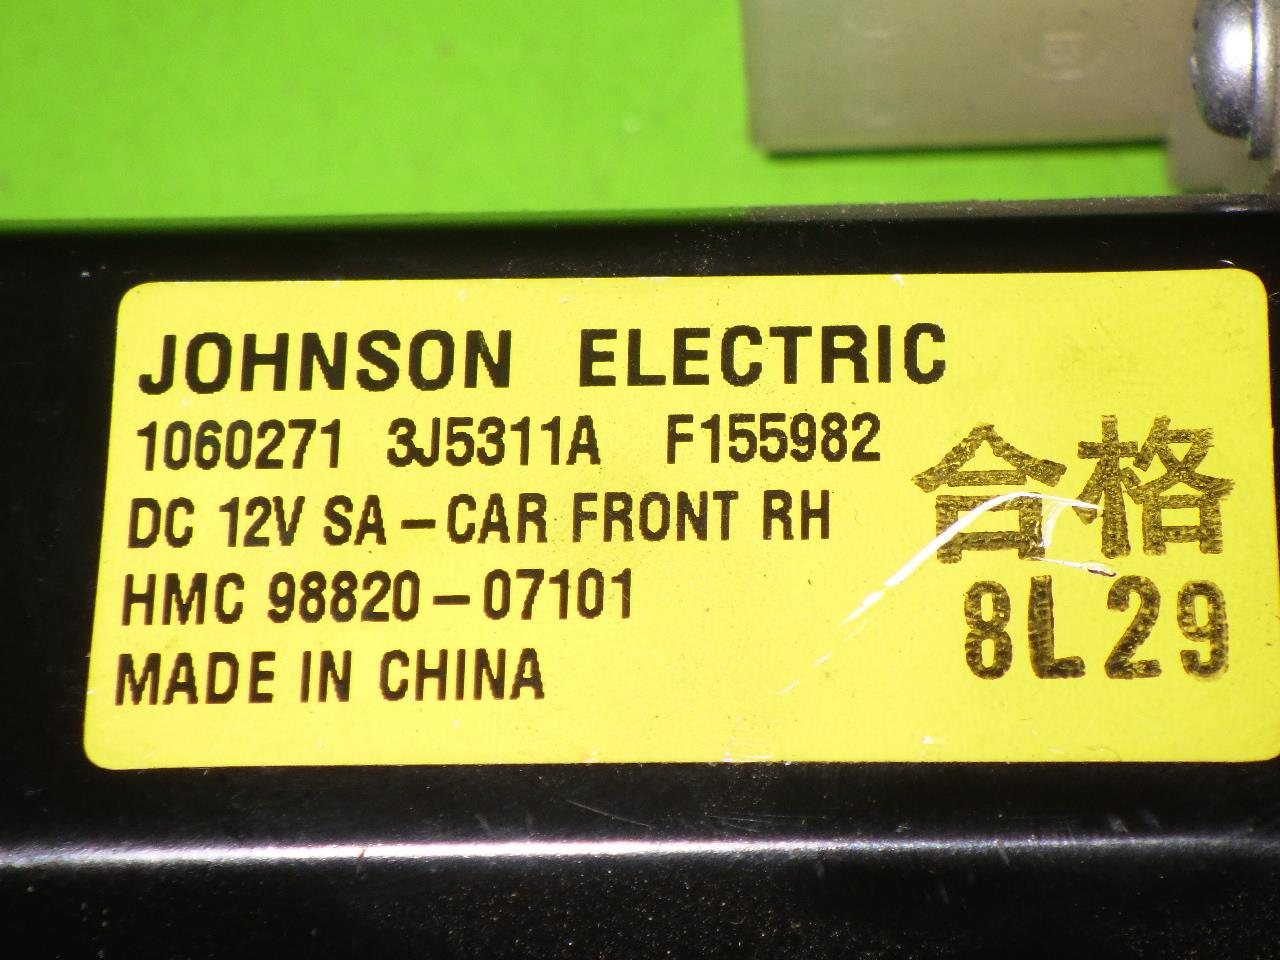 JOHNSON ELECTRIC
1060271 3J5311A F155982
DC 12V SA-CAR FRONT RH
HMC 98820-07101
MADE IN CHINA
合格
8L29